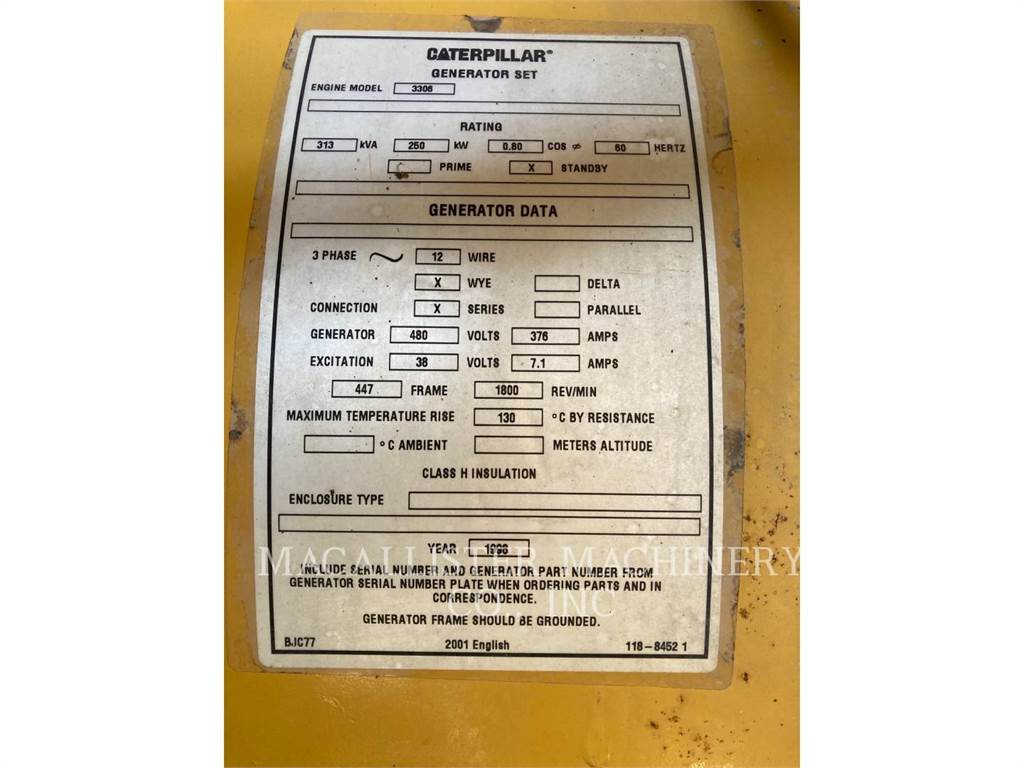 CATERPILLAR®
GENERATOR SET
ENGINE MODEL 3306
RATING
313 kVA 250 kW 0.80 COS ø 60 HERTZ
PRIME X STANDBY
GENERATOR DATA
3 PHASE ~ 12 WIRE
X WYE DELTA
CONNECTION X SERIES PARALLEL
GENERATOR 480 VOLTS 376 AMPS
EXCITATION 38 VOLTS 7.1 AMPS
447 FRAME 1800 REV/MIN
MAXIMUM TEMPERATURE RISE 130 °C BY RESISTANCE
°C AMBIENT METERS ALTITUDE
CLASS H INSULATION
ENCLOSURE TYPE
YEAR
MACALLISTER MACHINERY
INCLUDE SERIAL NUMBER AND GENERATOR PART NUMBER FROM
GENERATOR SERIAL NUMBER PLATE WHEN ORDERING PARTS AND IN
CORRESPONDENCE.
CO., INC
GENERATOR FRAME SHOULD BE GROUNDED.
BJC77 2001 English 118-8452 1